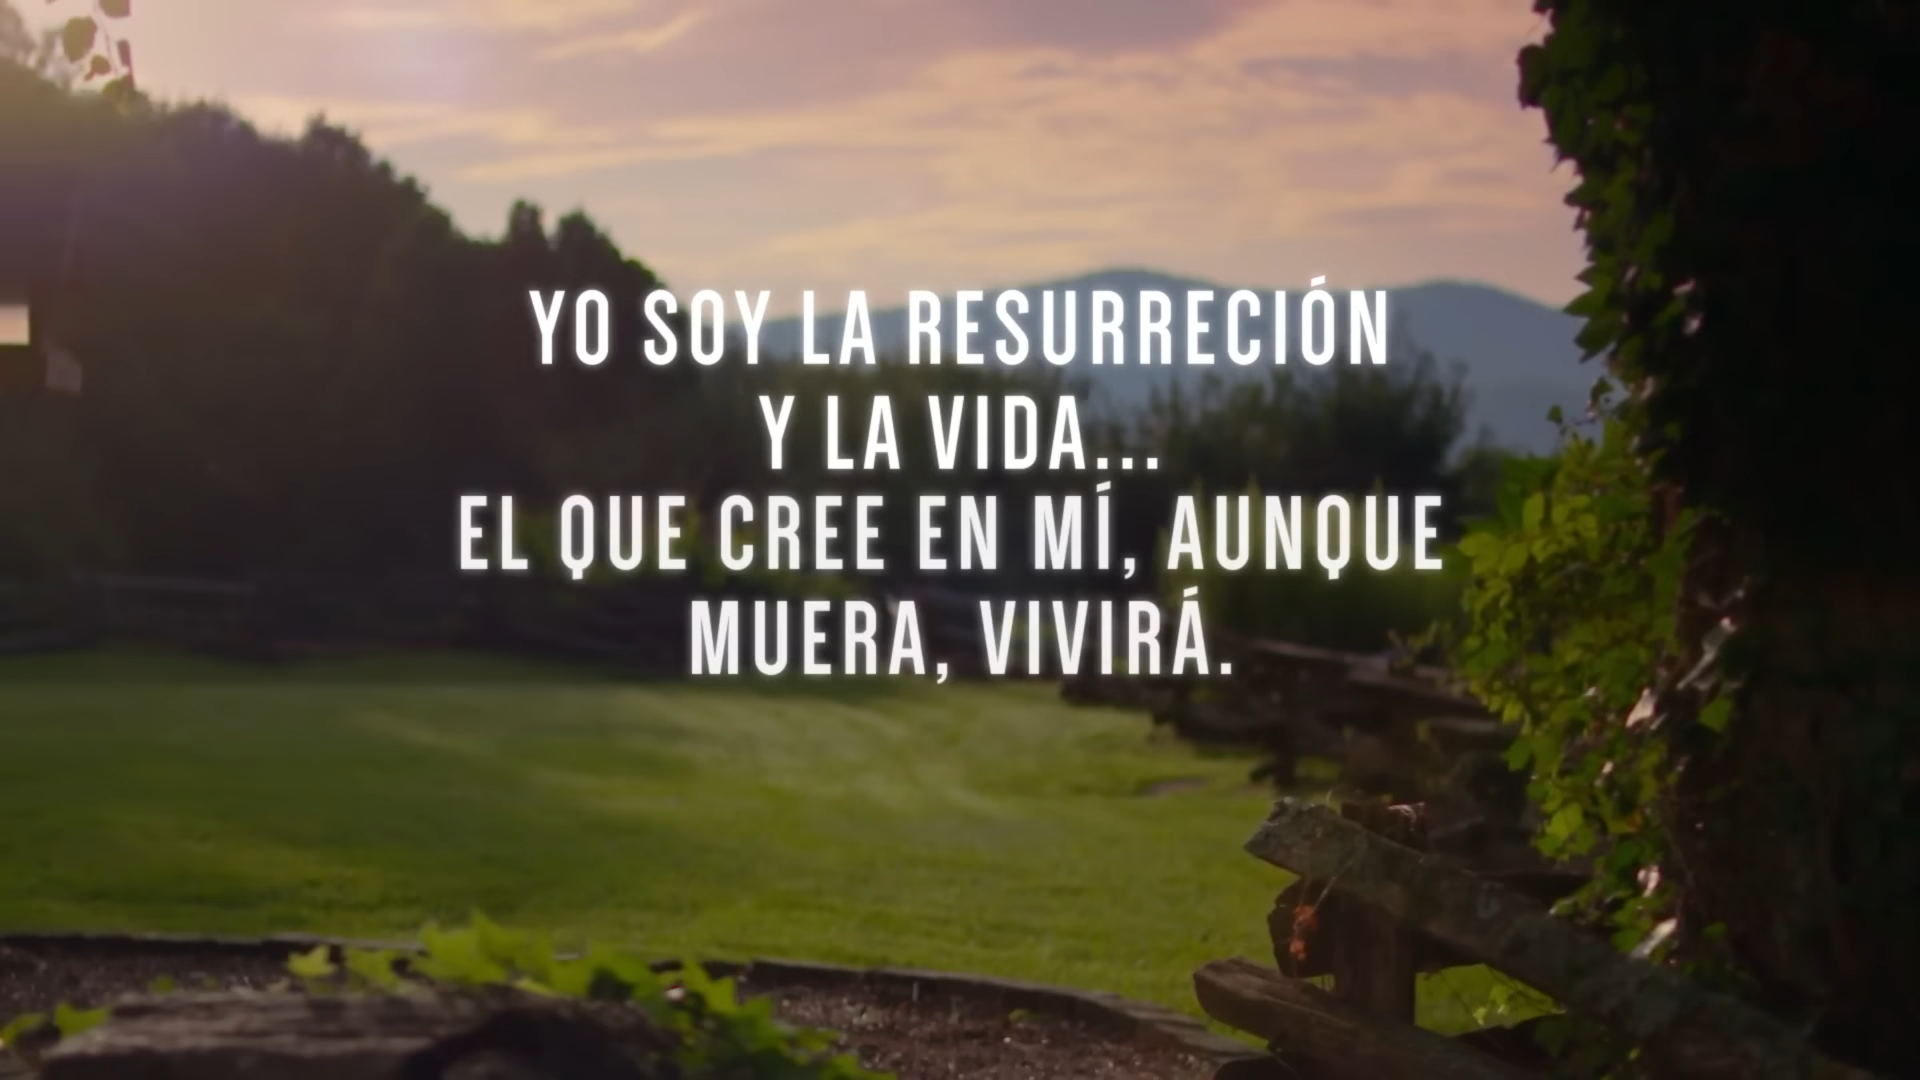 YO SOY LA RESURRECIÓN
Y LA VIDA...
EL QUE CREE EN MÍ, AUNQUE
MUERA, VIVIRÁ.